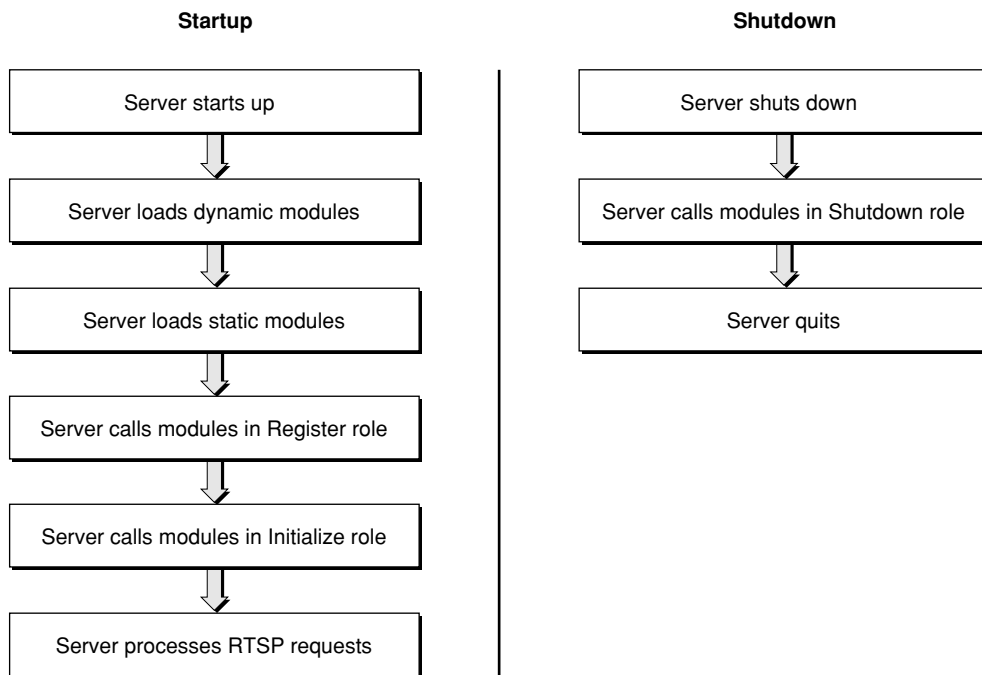 Startup
Server starts up
Server loads dynamic modules
Server loads static modules
Server calls modules in Register role
Server calls modules in Initialize role
Server processes RTSP requests
Shutdown
Server shuts down
Server calls modules in Shutdown role
Server quits